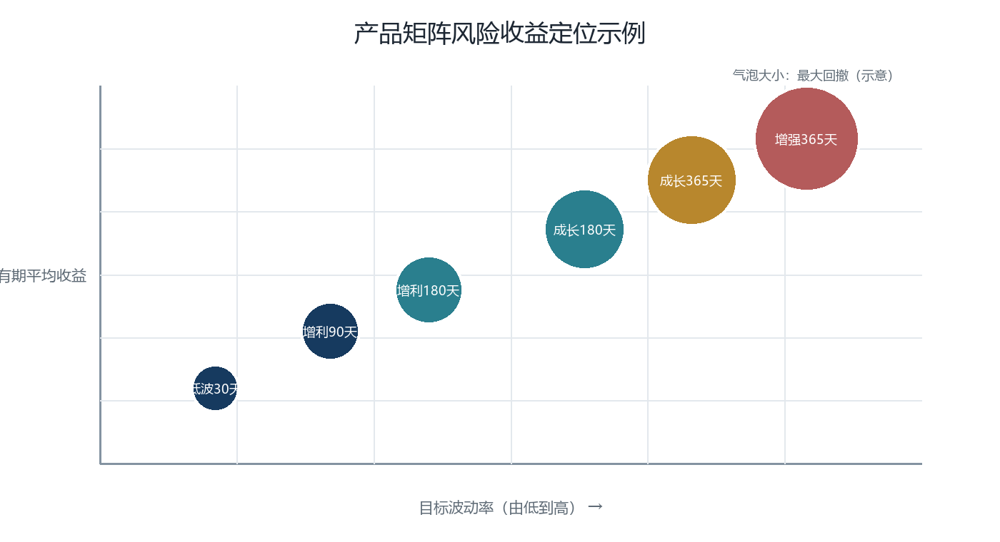 产品矩阵风险收益定位示例
气泡大小：最大回撤（示意）
增强365天
成长365天
成长180天
有期平均收益
增利180天
增利90天
低波30天
目标波动率（由低到高） →